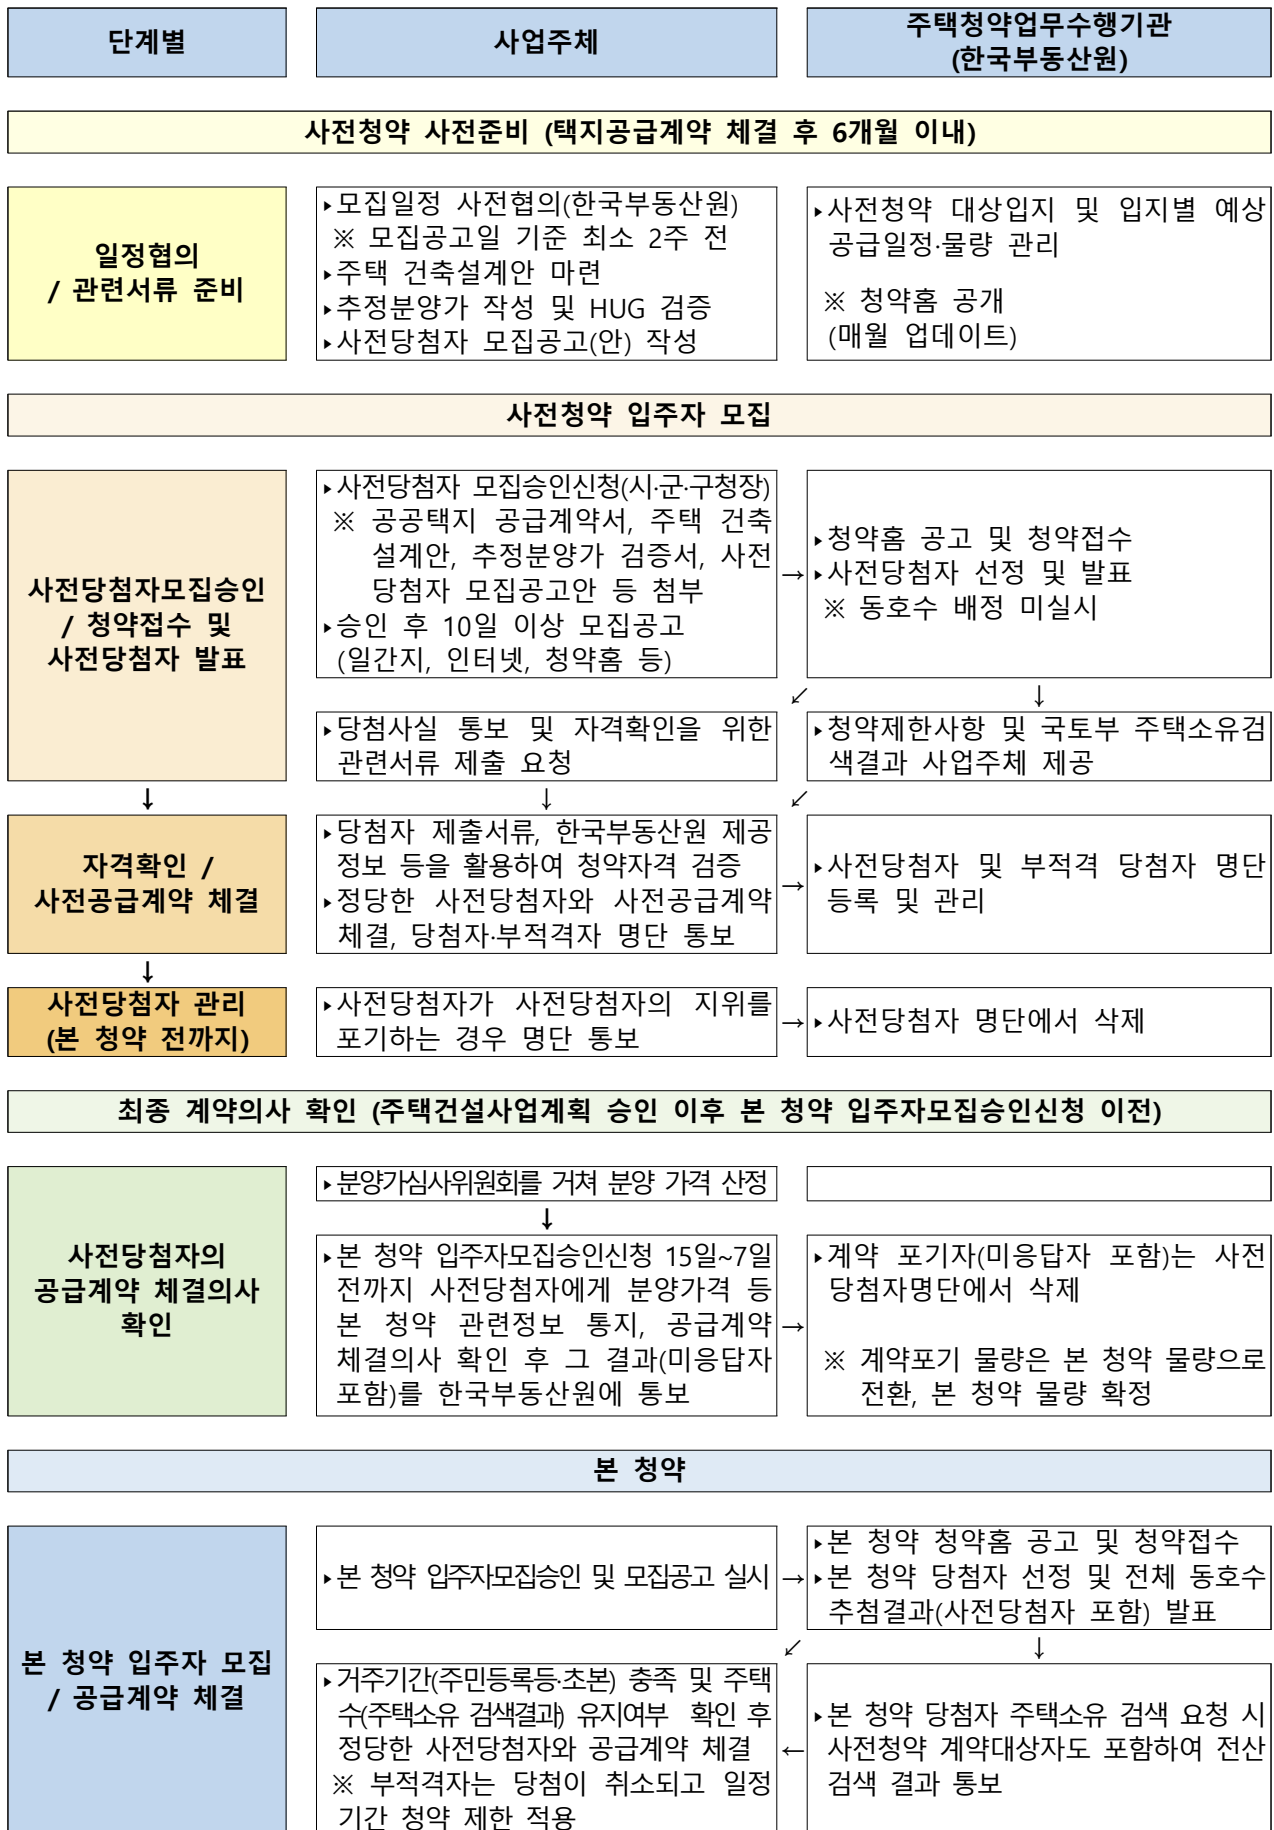 단계별
사업주체
주택청약업무수행기관
(한국부동산원)
사전청약 사전준비 (택지공급계약 체결 후 6개월 이내)
일정협의
/ 관련서류 준비
▸모집일정 사전협의(한국부동산원)
※ 모집공고일 기준 최소 2주 전
▸주택 건축설계안 마련
▸추정분양가 작성 및 HUG 검증
▸사전당첨자 모집공고(안) 작성
▸사전청약 대상입지 및 입지별 예상
공급일정·물량 관리
※ 청약홈 공개
(매월 업데이트)
사전청약 입주자 모집
사전당첨자모집승인
/ 청약접수 및
사전당첨자 발표
▸사전당첨자 모집승인신청(시·군·구청장)
※ 공공택지 공급계약서, 주택 건축
설계안, 추정분양가 검증서, 사전
당첨자 모집공고안 등 첨부
▸승인 후 10일 이상 모집공고
(일간지, 인터넷, 청약홈 등)
→
▸청약홈 공고 및 청약접수
▸사전당첨자 선정 및 발표
※ 동호수 배정 미실시
↙ ↓
▸당첨사실 통보 및 자격확인을 위한
관련서류 제출 요청
▸청약제한사항 및 국토부 주택소유검
색결과 사업주체 제공
↓ ↓ ↙
자격확인 /
사전공급계약 체결
▸당첨자 제출서류, 한국부동산원 제공
정보 등을 활용하여 청약자격 검증
▸정당한 사전당첨자와 사전공급계약
체결, 당첨자·부적격자 명단 통보
→
▸사전당첨자 및 부적격 당첨자 명단
등록 및 관리
↓
사전당첨자 관리
(본 청약 전까지)
▸사전당첨자가 사전당첨자의 지위를
포기하는 경우 명단 통보
→
▸사전당첨자 명단에서 삭제
최종 계약의사 확인 (주택건설사업계획 승인 이후 본 청약 입주자모집승인신청 이전)
사전당첨자의
공급계약 체결의사
확인
▸분양가심사위원회를 거쳐 분양 가격 산정
↓
▸본 청약 입주자모집승인신청 15일~7일
전까지 사전당첨자에게 분양가격 등
본 청약 관련정보 통지, 공급계약
체결의사 확인 후 그 결과(미응답자
포함)를 한국부동산원에 통보
→
▸계약 포기자(미응답자 포함)는 사전
당첨자명단에서 삭제
※ 계약포기 물량은 본 청약 물량으로
전환, 본 청약 물량 확정
본 청약
본 청약 입주자 모집
/ 공급계약 체결
▸본 청약 입주자모집승인 및 모집공고 실시
→
▸본 청약 청약홈 공고 및 청약접수
▸본 청약 당첨자 선정 및 전체 동호수
추첨결과(사전당첨자 포함) 발표
↙ ↓
▸거주기간(주민등록등·초본) 충족 및 주택
수(주택소유 검색결과) 유지여부 확인 후
정당한 사전당첨자와 공급계약 체결
※ 부적격자는 당첨이 취소되고 일정
기간 청약 제한 적용
←
▸본 청약 당첨자 주택소유 검색 요청 시
사전청약 계약대상자도 포함하여 전산
검색 결과 통보